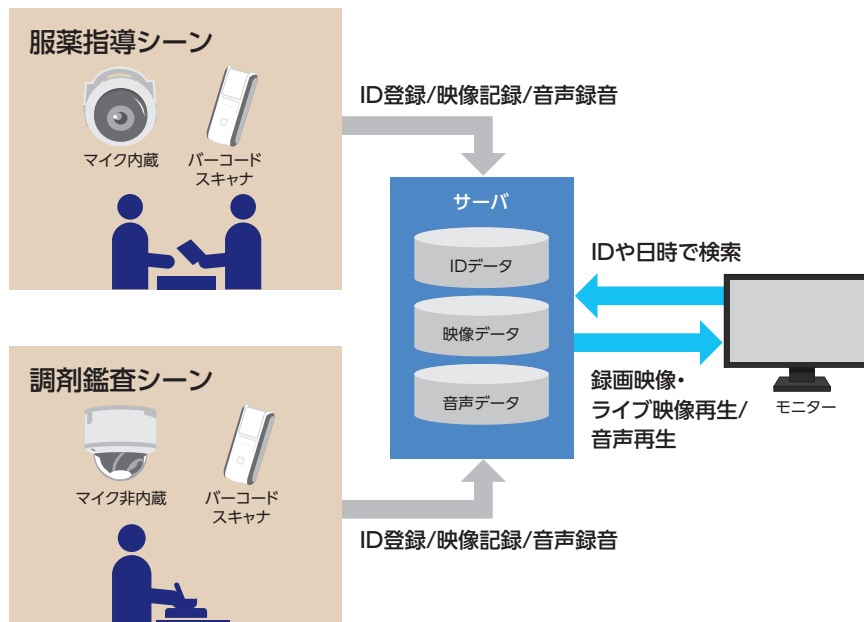 服薬指導シーン
マイク内蔵
バーコード
スキャナ
ID登録/映像記録/音声録音
サーバ
IDデータ
映像データ
音声データ
IDや日時で検索
録画映像・
ライブ映像再生/
音声再生
モニター
調剤鑑査シーン
マイク非内蔵
バーコード
スキャナ
ID登録/映像記録/音声録音